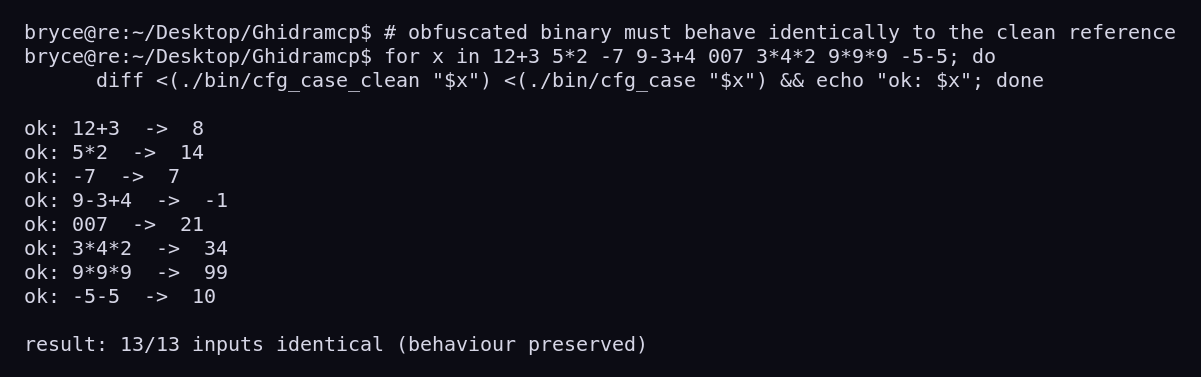 bryce@re:~/Desktop/Ghidramcp$ # obfuscated binary must behave identically to the clean reference
bryce@re:~/Desktop/Ghidramcp$ for x in 12+3 5*2 -7 9-3+4 007 3*4*2 9*9*9 -5-5; do
      diff <(./bin/cfg_case_clean "$x") <(./bin/cfg_case "$x") && echo "ok: $x"; done
ok: 12+3  ->  8
ok: 5*2  ->  14
ok: -7  ->  7
ok: 9-3+4  ->  -1
ok: 007  ->  21
ok: 3*4*2  ->  34
ok: 9*9*9  ->  99
ok: -5-5  ->  10
result: 13/13 inputs identical (behaviour preserved)